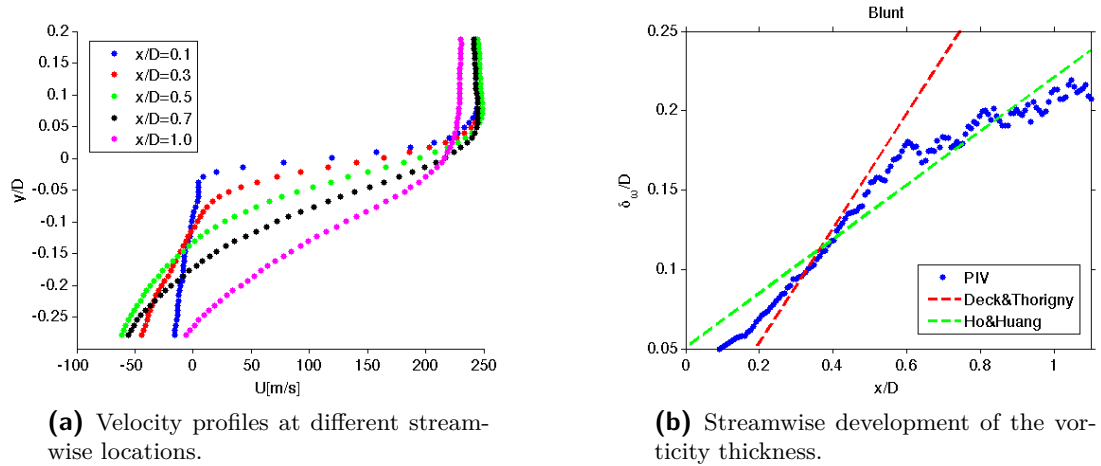 x/D=0.1
x/D=0.3
x/D=0.5
x/D=0.7
x/D=1.0
0.2
0.15
0.1
0.05
0
-0.05
-0.1
-0.15
-0.2
-0.25
y/D
-100
-50
0
50
100
150
200
250
U[m/s]
(a) Velocity profiles at different stream-
wise locations.
Blunt
0.25
0.2
0.15
0.1
0.05
δω/D
PIV
Deck&Thorigny
Ho&Huang
0
0.2
0.4
0.6
0.8
1
x/D
(b) Streamwise development of the vor-
ticity thickness.